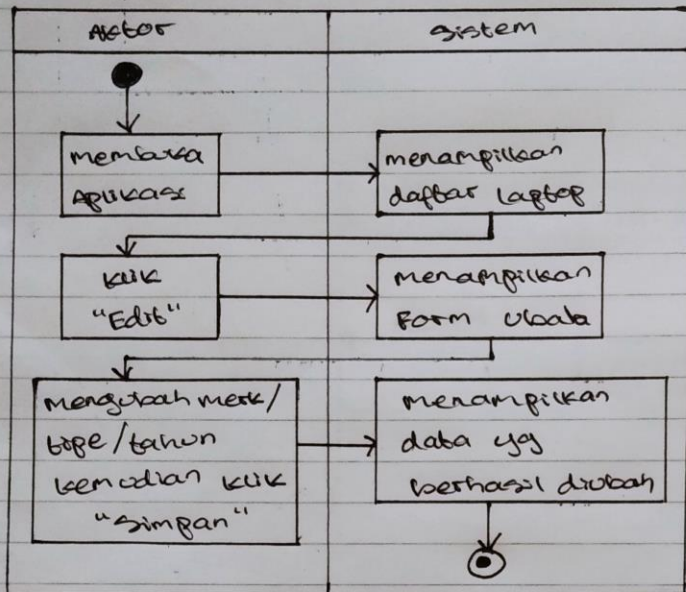 Aktor
Sistem
membuka
Aplikasi
menampilkan
daftar laptop
klik
"Edit"
menampilkan
Form Ubah
mengubah merk/
tipe/tahun
kemudian klik
"Simpan"
menampilkan
data yg
berhasil diubah